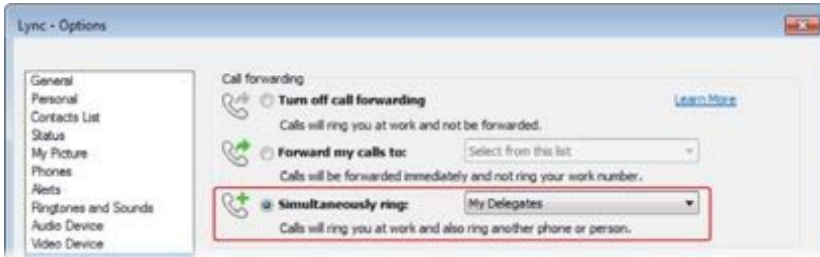 Lync - Options
General
Personal
Contacts List
Status
My Picture
Phones
Alerts
Ringtones and Sounds
Audio Device
Video Device
Call forwarding
Turn off call forwarding
Learn More
Calls will ring you at work and not be forwarded.
Forward my calls to:
Select from this list
Calls will be forwarded immediately and not ring your work number.
Simultaneously ring:
My Delegates
Calls will ring you at work and also ring another phone or person.